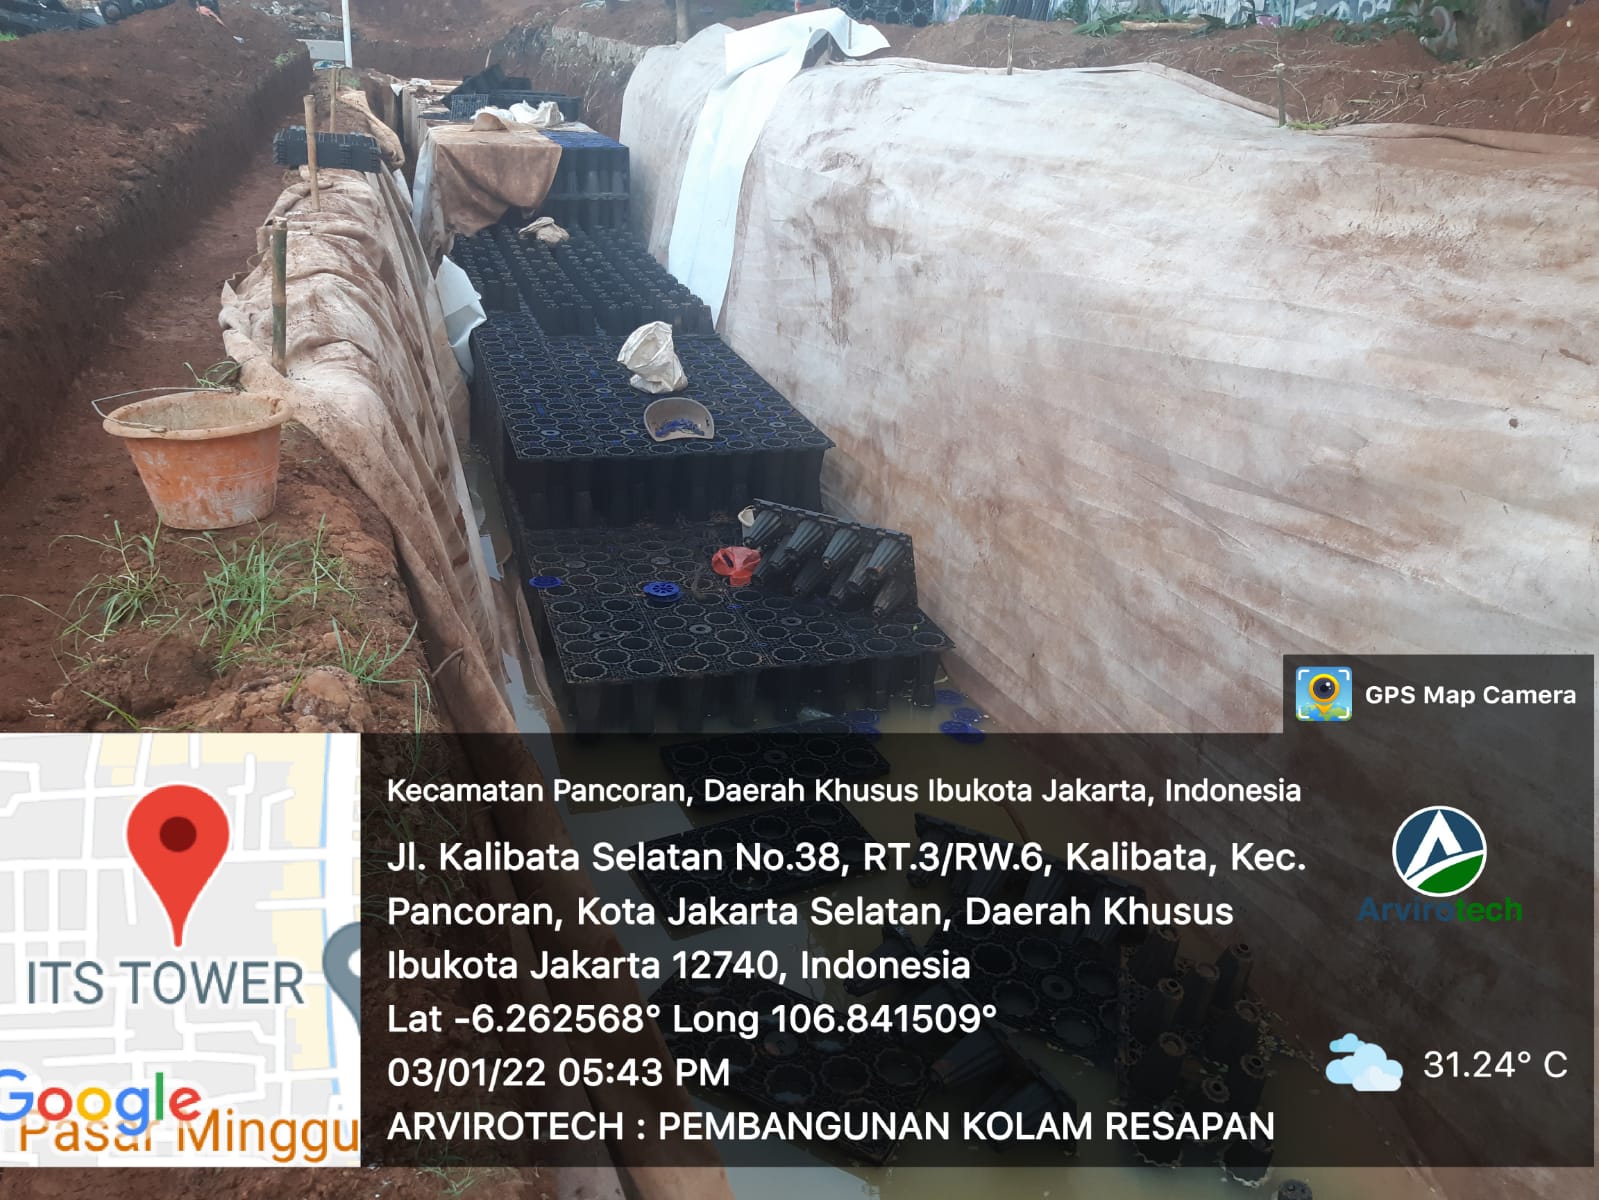 GPS Map Camera
Kecamatan Pancoran, Daerah Khusus Ibukota Jakarta, Indonesia
Jl. Kalibata Selatan No.38, RT.3/RW.6, Kalibata, Kec.
Pancoran, Kota Jakarta Selatan, Daerah Khusus
Ibukota Jakarta 12740, Indonesia
Lat -6.262568° Long 106.841509°
03/01/22 05:43 PM
ARVIROTECH : PEMBANGUNAN KOLAM RESAPAN
Arvirotech
31.24° C
ITS TOWER
Google
Pasar Minggu